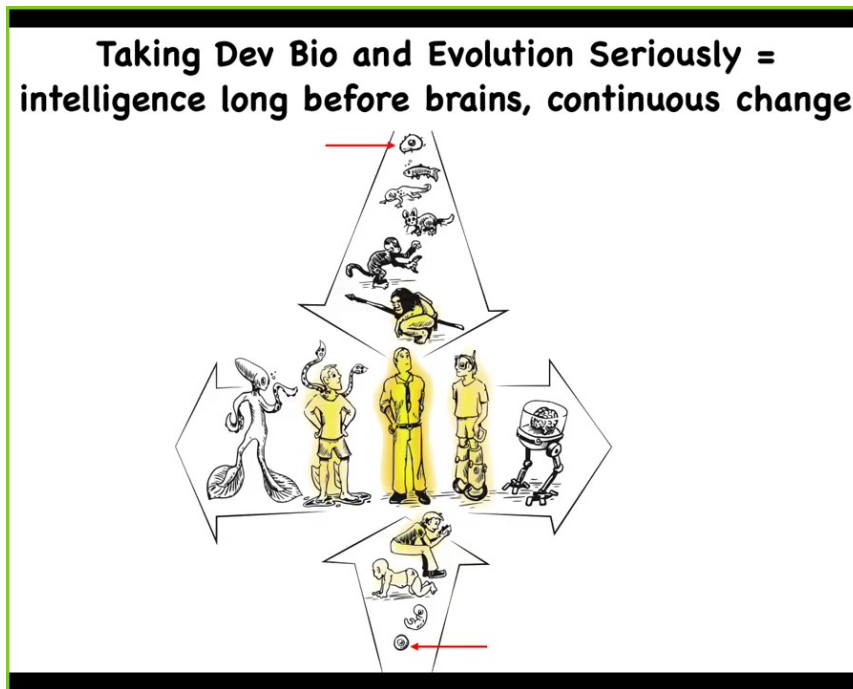 Taking Dev Bio and Evolution Seriously =
intelligence long before brains, continuous change